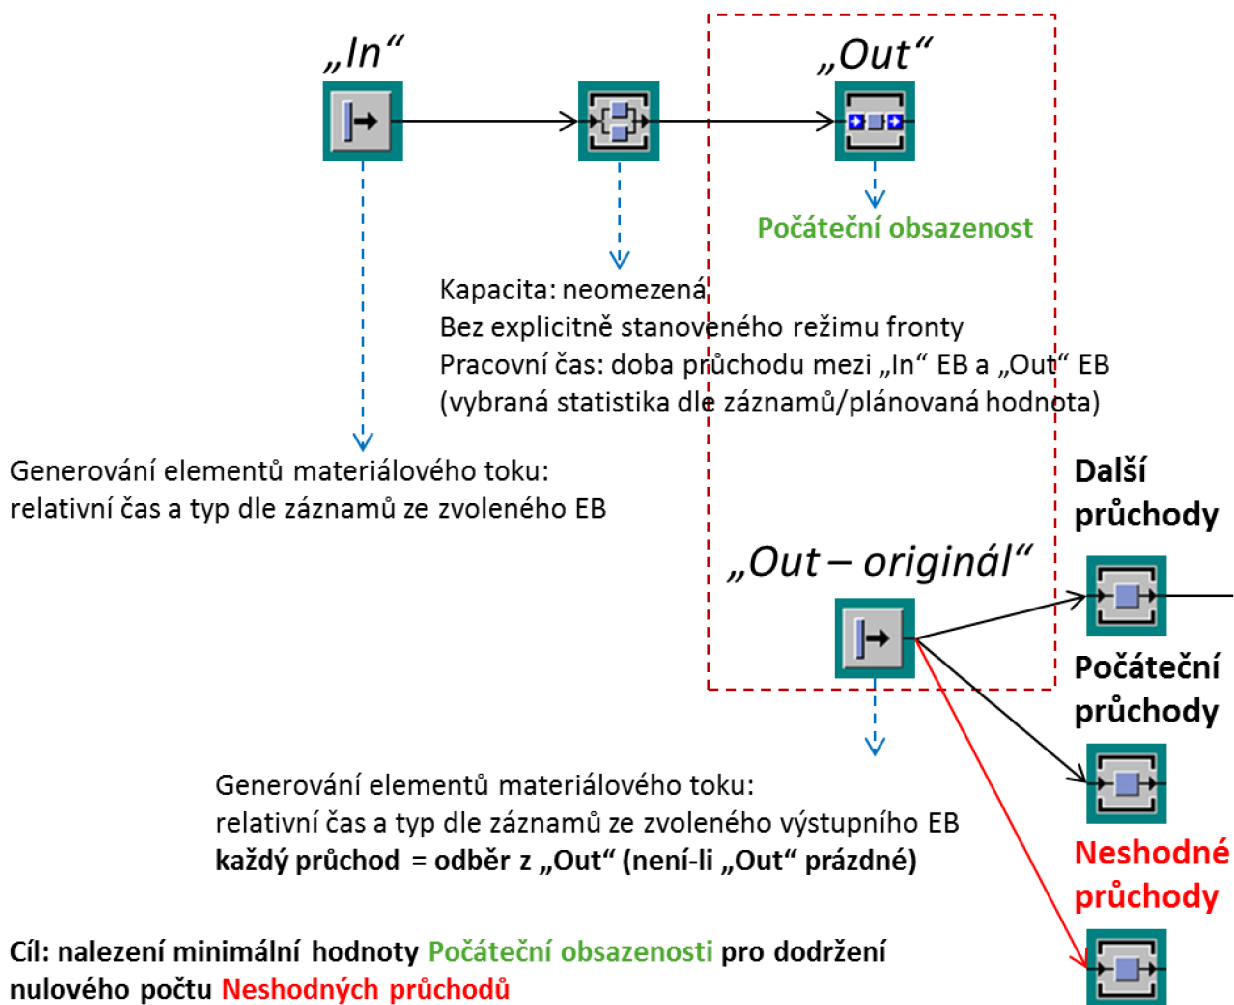 „In“
„Out“
Počáteční obsazenost
Kapacita: neomezená
Bez explicitně stanoveného režimu fronty
Pracovní čas: doba průchodu mezi „In“ EB a „Out“ EB
(vybraná statistika dle záznamů/plánovaná hodnota)
Generování elementů materiálového toku:
relativní čas a typ dle záznamů ze zvoleného EB
Další
průchody
„Out – originál“
Počáteční
průchody
Generování elementů materiálového toku:
relativní čas a typ dle záznamů ze zvoleného výstupního EB
každý průchod = odběr z „Out“ (není-li „Out“ prázdné)
Neshodné
průchody
Cíl: nalezení minimální hodnoty Počáteční obsazenosti pro dodržení
nulového počtu Neshodných průchodů